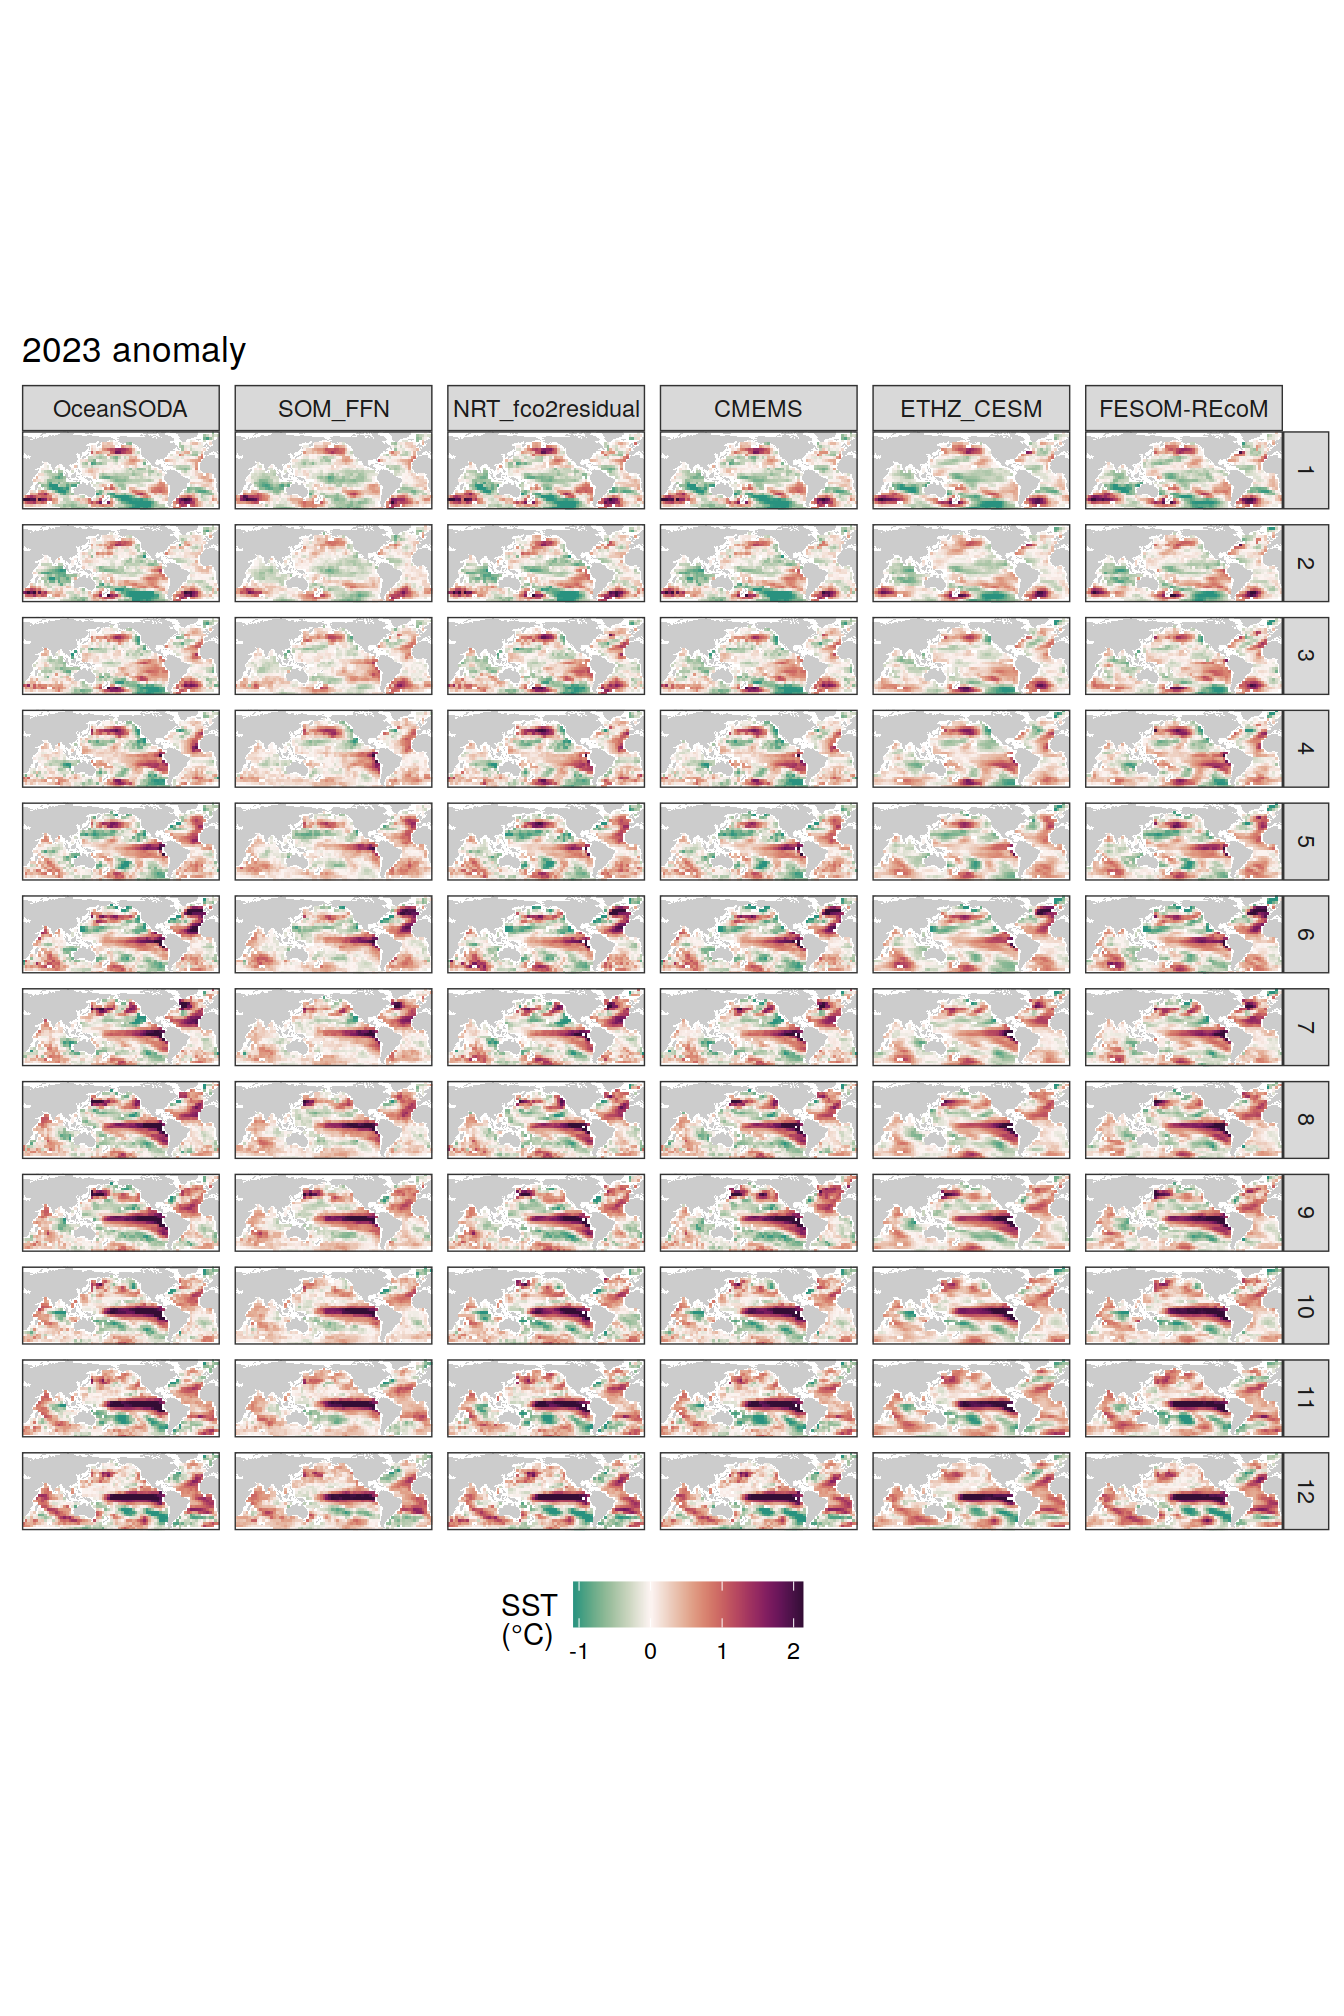 2023 anomaly
OceanSODA SOM_FFN NRT_fco2residual CMEMS ETHZ_CESM FESOM-REcoM
1
2
3
4
5
6
7
8
9
10
11
12
SST
(°C)
-1 0 1 2